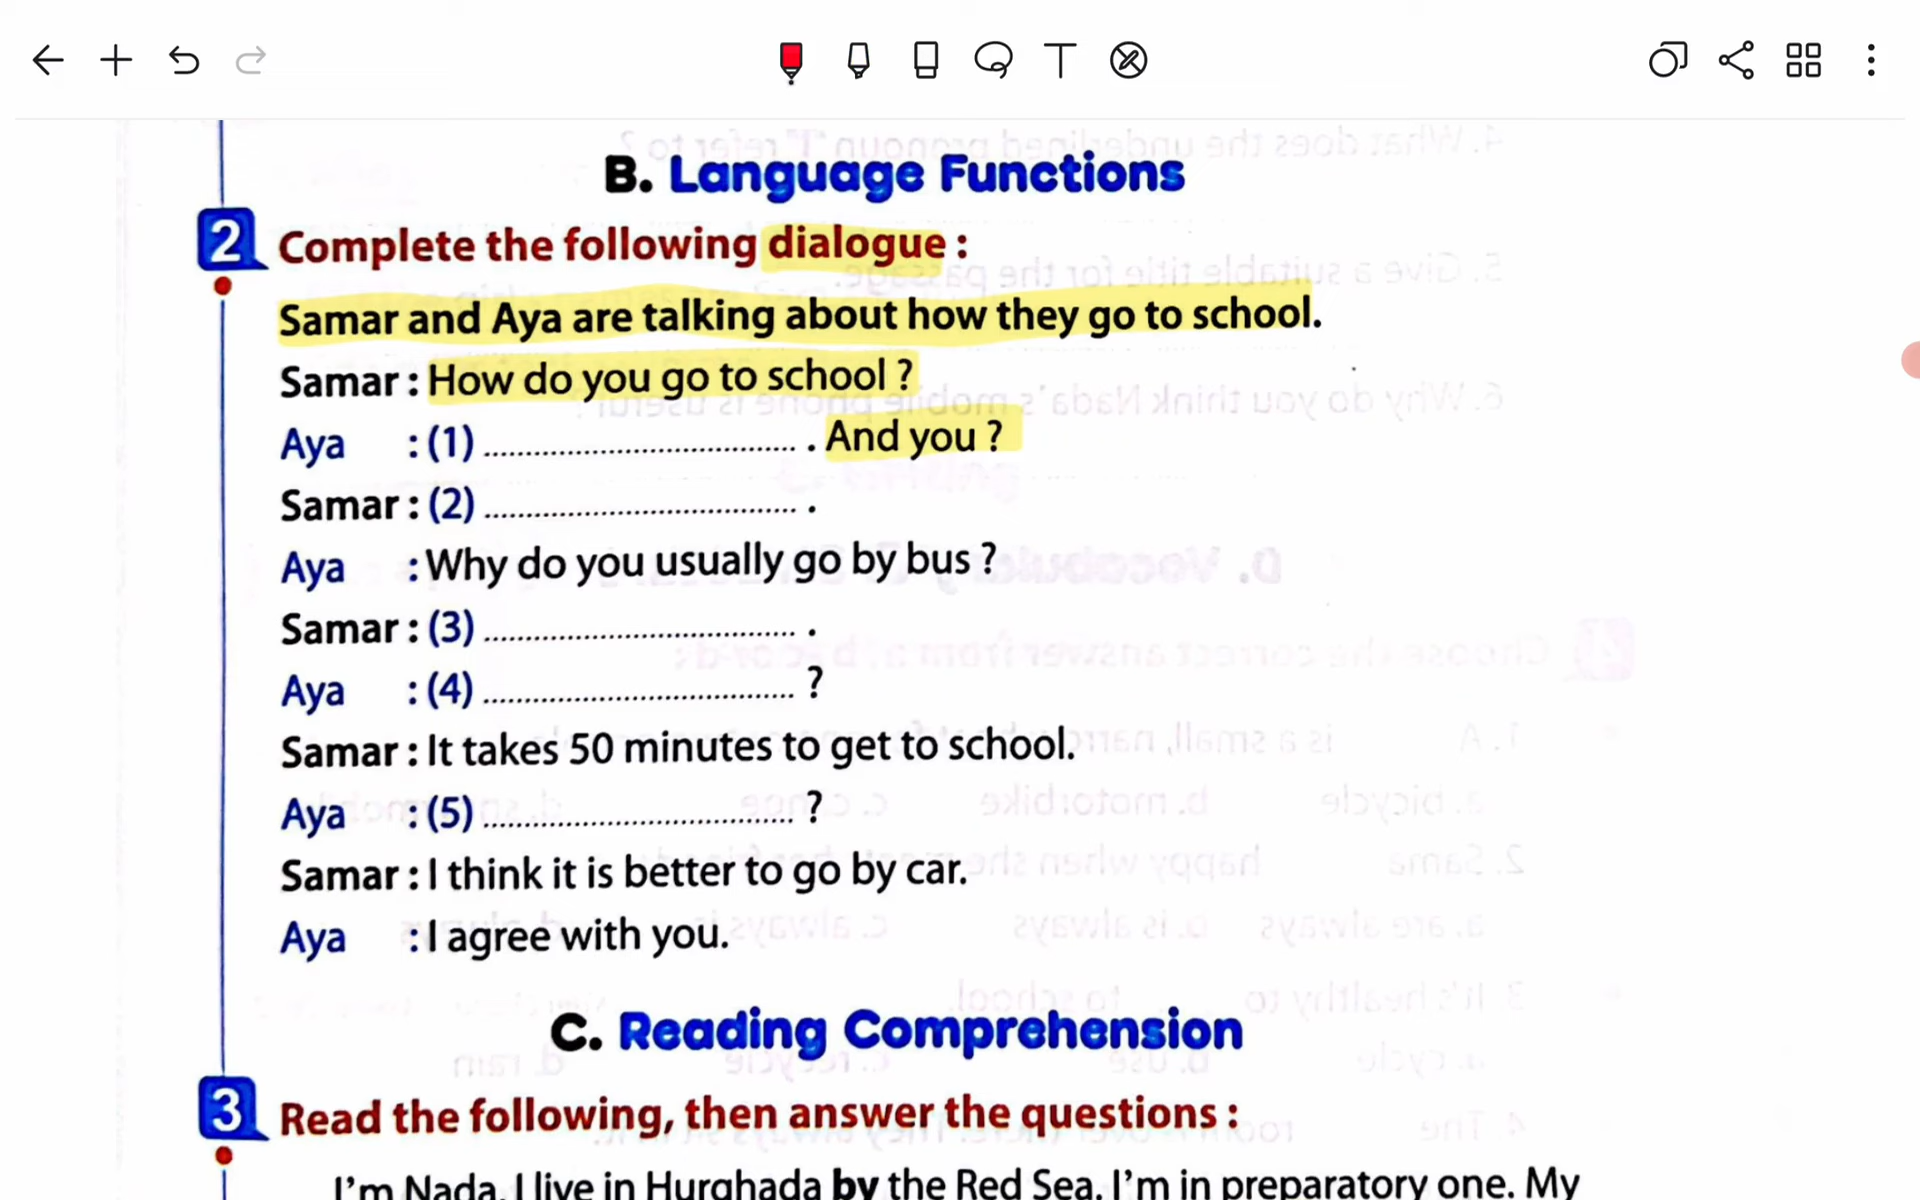 B. Language Functions
2 Complete the following dialogue :
Samar and Aya are talking about how they go to school.
Samar : How do you go to school ?
Aya : (1) ...................................... . And you ?
Samar : (2) ...................................... .
Aya : Why do you usually go by bus ?
Samar : (3) ...................................... .
Aya : (4) ...................................... ?
Samar : It takes 50 minutes to get to school.
Aya : (5) ...................................... ?
Samar : I think it is better to go by car.
Aya : I agree with you.
C. Reading Comprehension
3 Read the following, then answer the questions :
I'm Nada. I live in Hurghada by the Red Sea. I'm in preparatory one. My